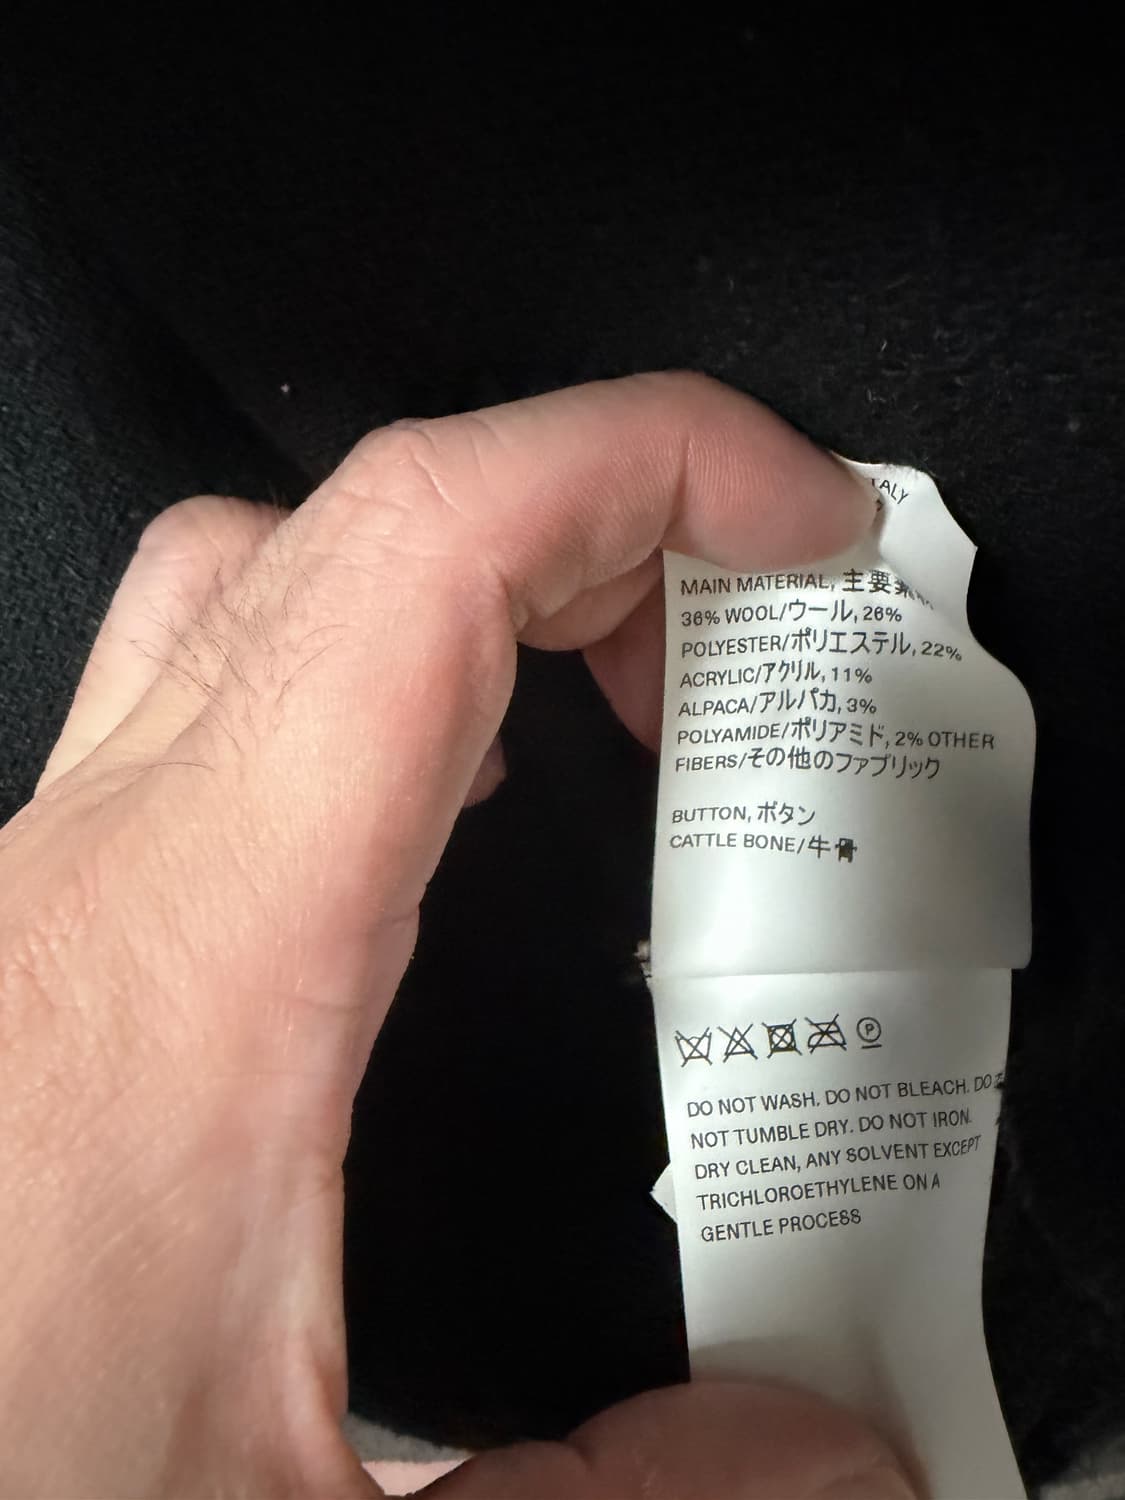 TALY
MAIN MATERIAL, 主要
36% WOOL/ウール, 26%
POLYESTER/ポリエステル, 22%
ACRYLIC/アクリル, 11%
ALPACA/アルパカ, 3%
POLYAMIDE/ポリアミド, 2% OTHER
FIBERS/その他のファブリック
BUTTON, ボタン
CATTLE BONE/牛骨
P
DO NOT WASH. DO NOT BLEACH. DO
NOT TUMBLE DRY. DO NOT IRON.
DRY CLEAN, ANY SOLVENT EXCEPT
TRICHLOROETHYLENE ON A
GENTLE PROCESS